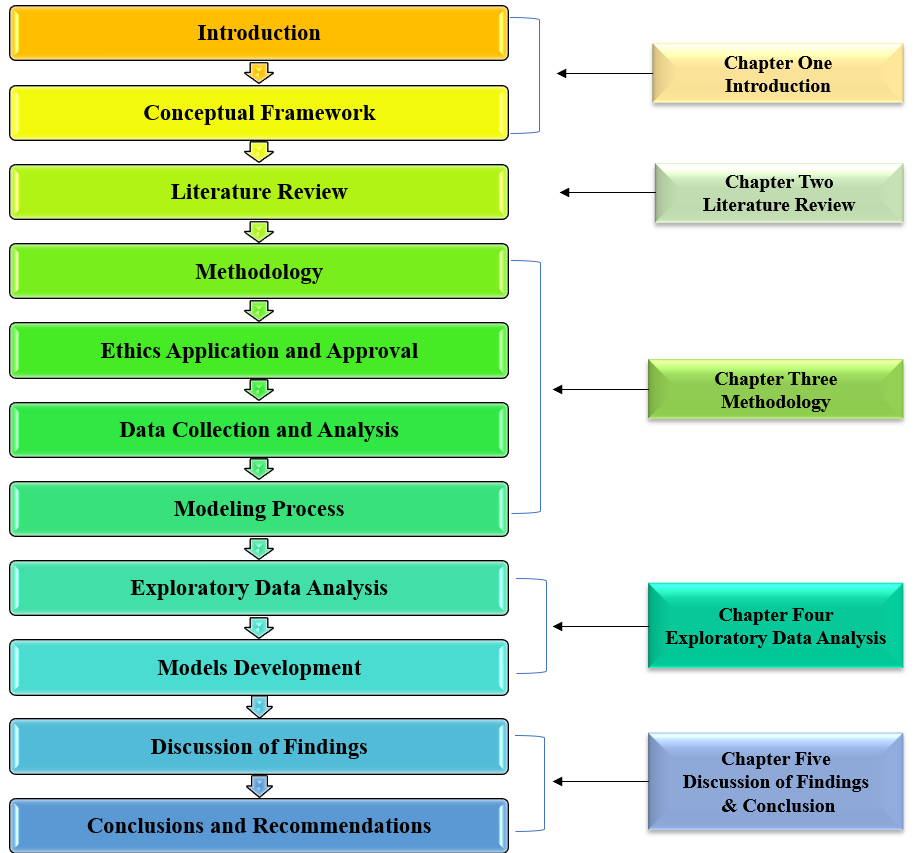 Introduction
Conceptual Framework
Literature Review
Methodology
Ethics Application and Approval
Data Collection and Analysis
Modeling Process
Exploratory Data Analysis
Models Development
Discussion of Findings
Conclusions and Recommendations
Chapter One
Introduction
Chapter Two
Literature Review
Chapter Three
Methodology
Chapter Four
Exploratory Data Analysis
Chapter Five
Discussion of Findings
& Conclusion